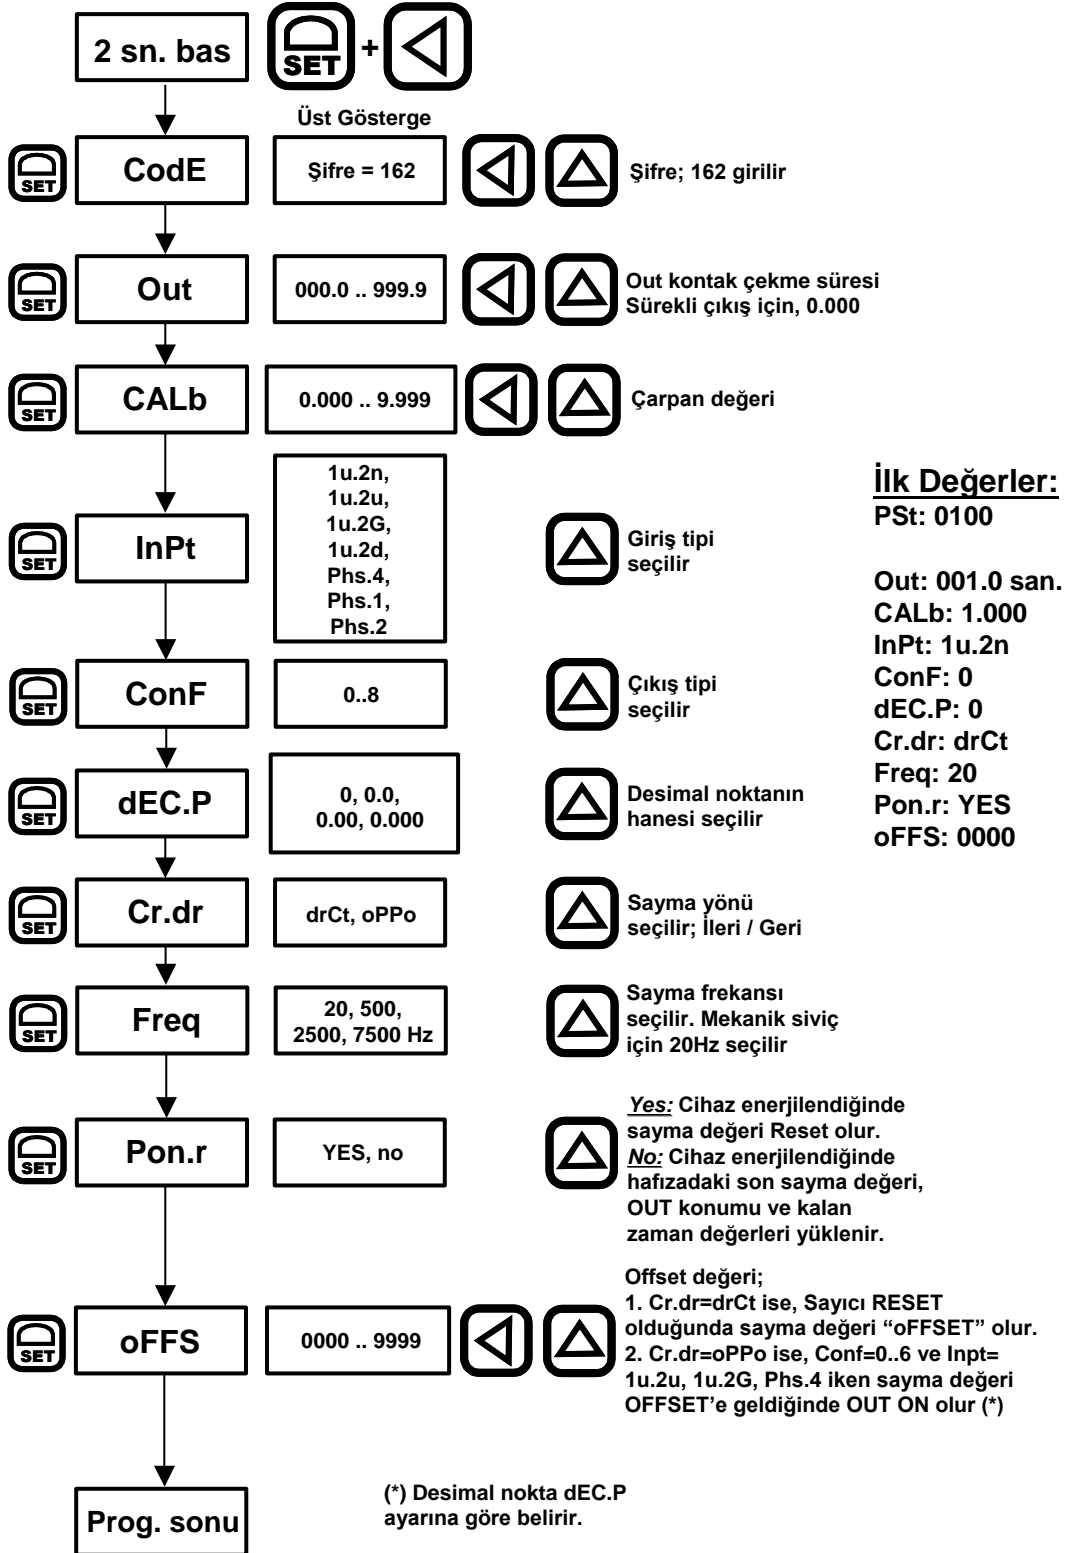 2 sn. bas
SET
+
Üst Gösterge
SET
CodE
Şifre = 162
Şifre; 162 girilir
SET
Out
000.0 .. 999.9
Out kontak çekme süresi
Sürekli çıkış için, 0.000
SET
CALb
0.000 .. 9.999
Çarpan değeri
SET
InPt
1u.2n,
1u.2u,
1u.2G,
1u.2d,
Phs.4,
Phs.1,
Phs.2
Giriş tipi
seçilir
SET
ConF
0..8
Çıkış tipi
seçilir
SET
dEC.P
0, 0.0,
0.00, 0.000
Desimal noktanın
hanesi seçilir
SET
Cr.dr
drCt, oPPo
Sayma yönü
seçilir; İleri / Geri
SET
Freq
20, 500,
2500, 7500 Hz
Sayma frekansı
seçilir. Mekanik siviç
için 20Hz seçilir
SET
Pon.r
YES, no
Yes: Cihaz enerjilendiğinde
sayma değeri Reset olur.
No: Cihaz enerjilendiğinde
hafızadaki son sayma değeri,
OUT konumu ve kalan
zaman değerleri yüklenir.
SET
oFFS
0000 .. 9999
Offset değeri;
1. Cr.dr=drCt ise, Sayıcı RESET
olduğunda sayma değeri “oFFSET” olur.
2. Cr.dr=oPPo ise, Conf=0..6 ve Inpt=
1u.2u, 1u.2G, Phs.4 iken sayma değeri
OFFSET’e geldiğinde OUT ON olur (*)
Prog. sonu
(*) Desimal nokta dEC.P
ayarına göre belirir.
İlk Değerler:
PSt: 0100
Out: 001.0 san.
CALb: 1.000
InPt: 1u.2n
ConF: 0
dEC.P: 0
Cr.dr: drCt
Freq: 20
Pon.r: YES
oFFS: 0000